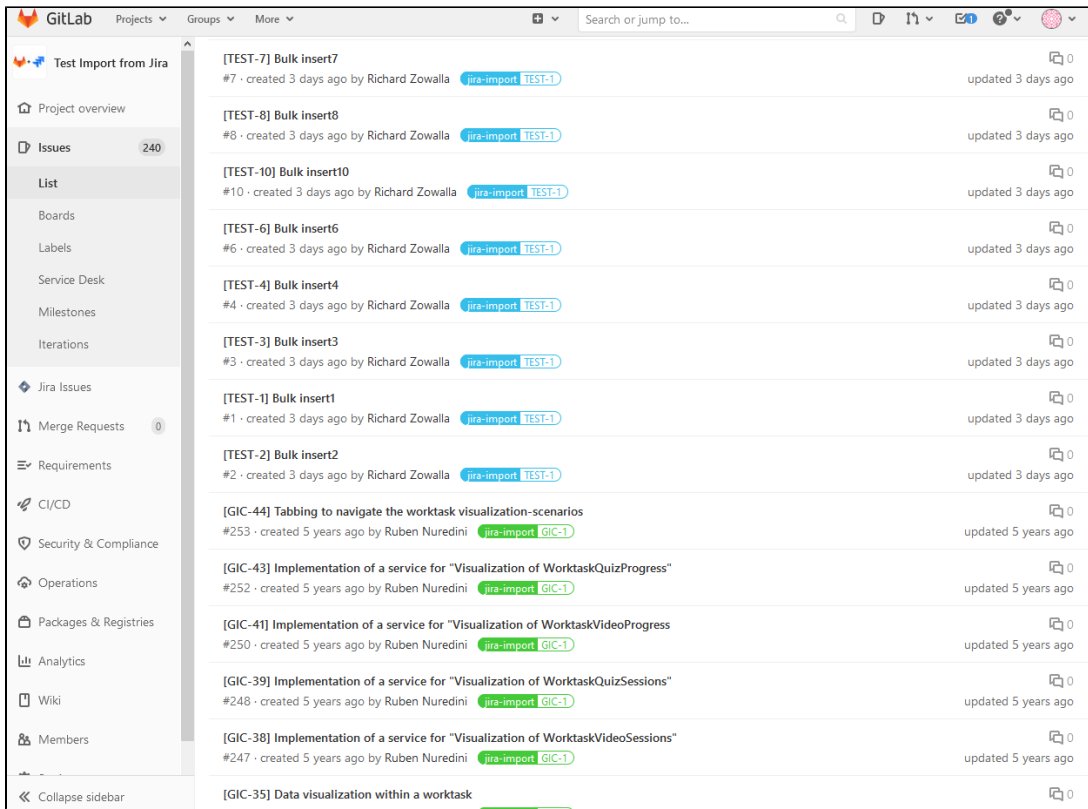 GitLab Projects Groups More Search or jump to... 1
Test Import from Jira
Project overview
Issues 240
List
Boards
Labels
Service Desk
Milestones
Iterations
Jira Issues
Merge Requests 0
Requirements
CI/CD
Security & Compliance
Operations
Packages & Registries
Analytics
Wiki
Members
Collapse sidebar
[TEST-7] Bulk insert7 0
#7 · created 3 days ago by Richard Zowalla jira-import TEST-1 updated 3 days ago
[TEST-8] Bulk insert8 0
#8 · created 3 days ago by Richard Zowalla jira-import TEST-1 updated 3 days ago
[TEST-10] Bulk insert10 0
#10 · created 3 days ago by Richard Zowalla jira-import TEST-1 updated 3 days ago
[TEST-6] Bulk insert6 0
#6 · created 3 days ago by Richard Zowalla jira-import TEST-1 updated 3 days ago
[TEST-4] Bulk insert4 0
#4 · created 3 days ago by Richard Zowalla jira-import TEST-1 updated 3 days ago
[TEST-3] Bulk insert3 0
#3 · created 3 days ago by Richard Zowalla jira-import TEST-1 updated 3 days ago
[TEST-1] Bulk insert1 0
#1 · created 3 days ago by Richard Zowalla jira-import TEST-1 updated 3 days ago
[TEST-2] Bulk insert2 0
#2 · created 3 days ago by Richard Zowalla jira-import TEST-1 updated 3 days ago
[GIC-44] Tabbing to navigate the worktask visualization-scenarios 0
#253 · created 5 years ago by Ruben Nuredini jira-import GIC-1 updated 5 years ago
[GIC-43] Implementation of a service for "Visualization of WorktaskQuizProgress" 0
#252 · created 5 years ago by Ruben Nuredini jira-import GIC-1 updated 5 years ago
[GIC-41] Implementation of a service for "Visualization of WorktaskVideoProgress 0
#250 · created 5 years ago by Ruben Nuredini jira-import GIC-1 updated 5 years ago
[GIC-39] Implementation of a service for "Visualization of WorktaskQuizSessions" 0
#248 · created 5 years ago by Ruben Nuredini jira-import GIC-1 updated 5 years ago
[GIC-38] Implementation of a service for "Visualization of WorktaskVideoSessions" 0
#247 · created 5 years ago by Ruben Nuredini jira-import GIC-1 updated 5 years ago
[GIC-35] Data visualization within a worktask 0